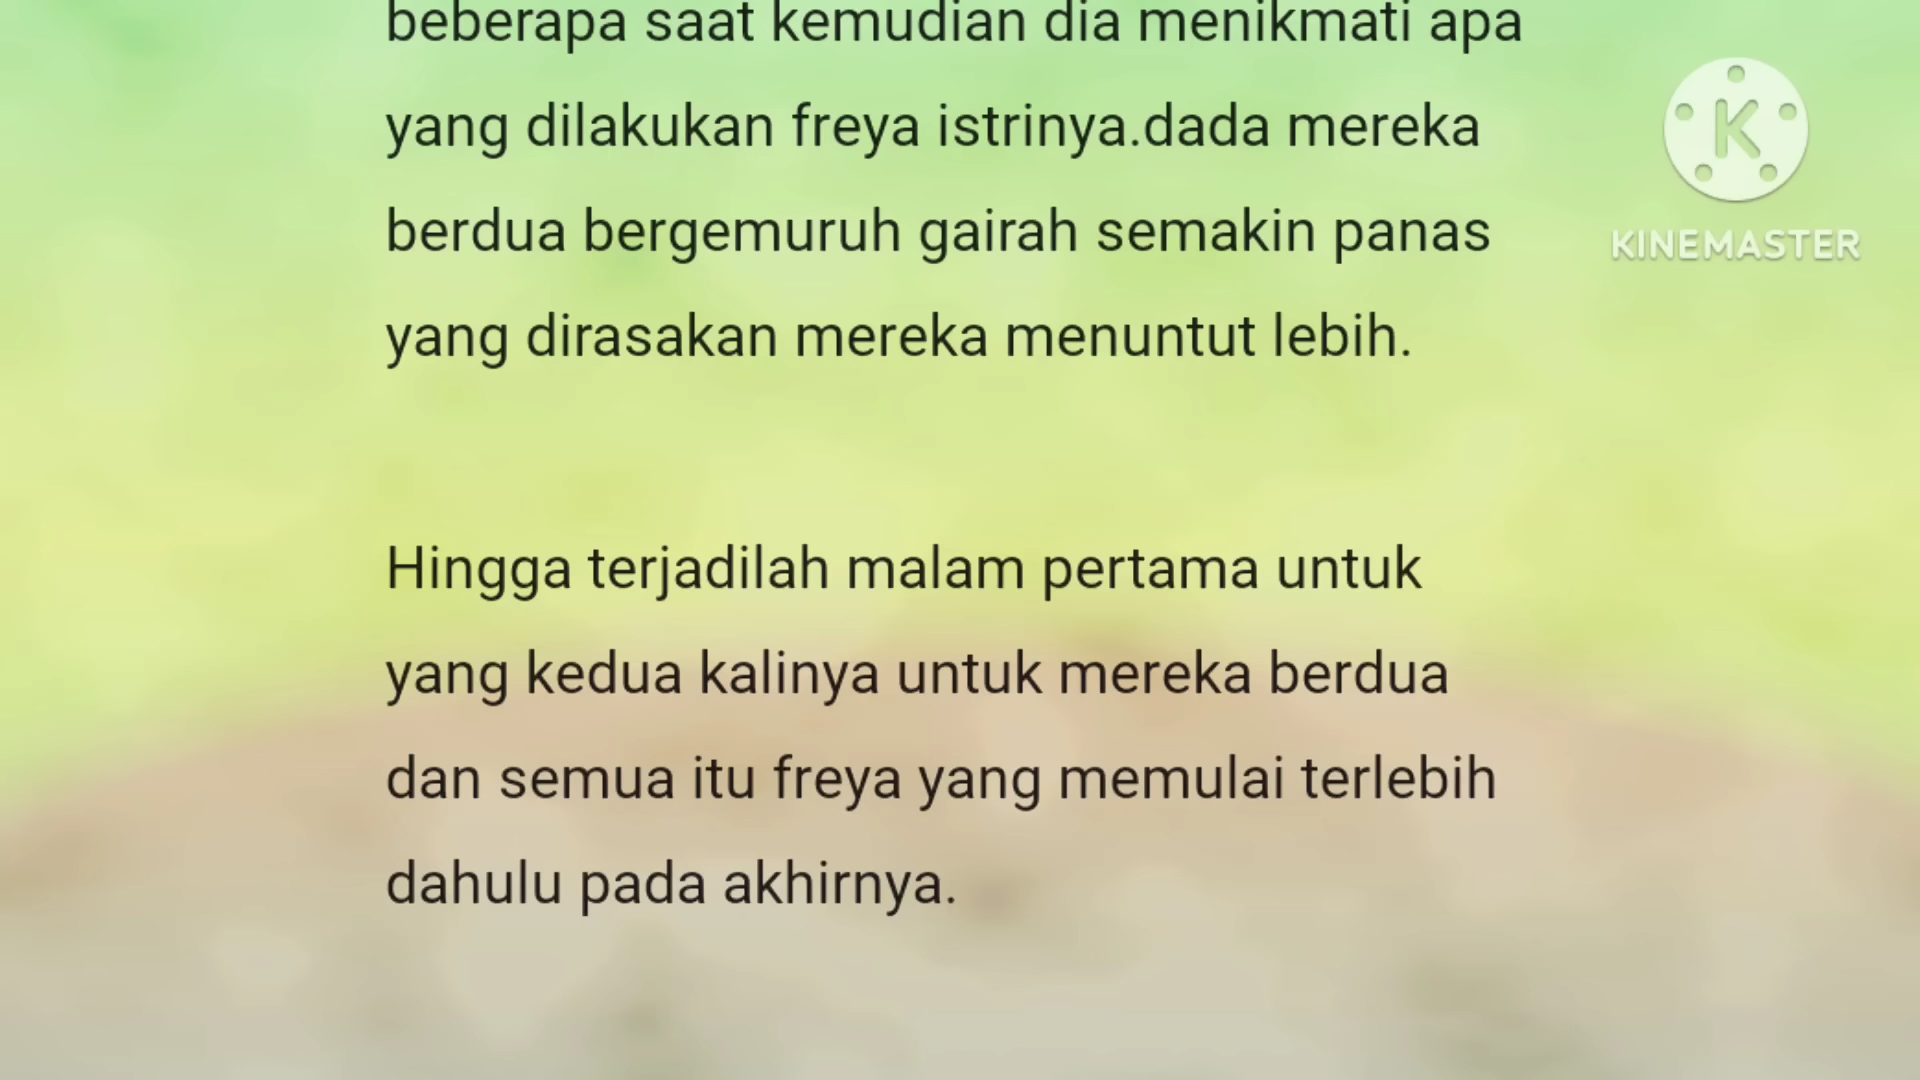 beberapa saat kemudian dia menikmati apa
yang dilakukan freya istrinya.dada mereka
berdua bergemuruh gairah semakin panas
yang dirasakan mereka menuntut lebih.
Hingga terjadilah malam pertama untuk
yang kedua kalinya untuk mereka berdua
dan semua itu freya yang memulai terlebih
dahulu pada akhirnya.
K
KINEMASTER